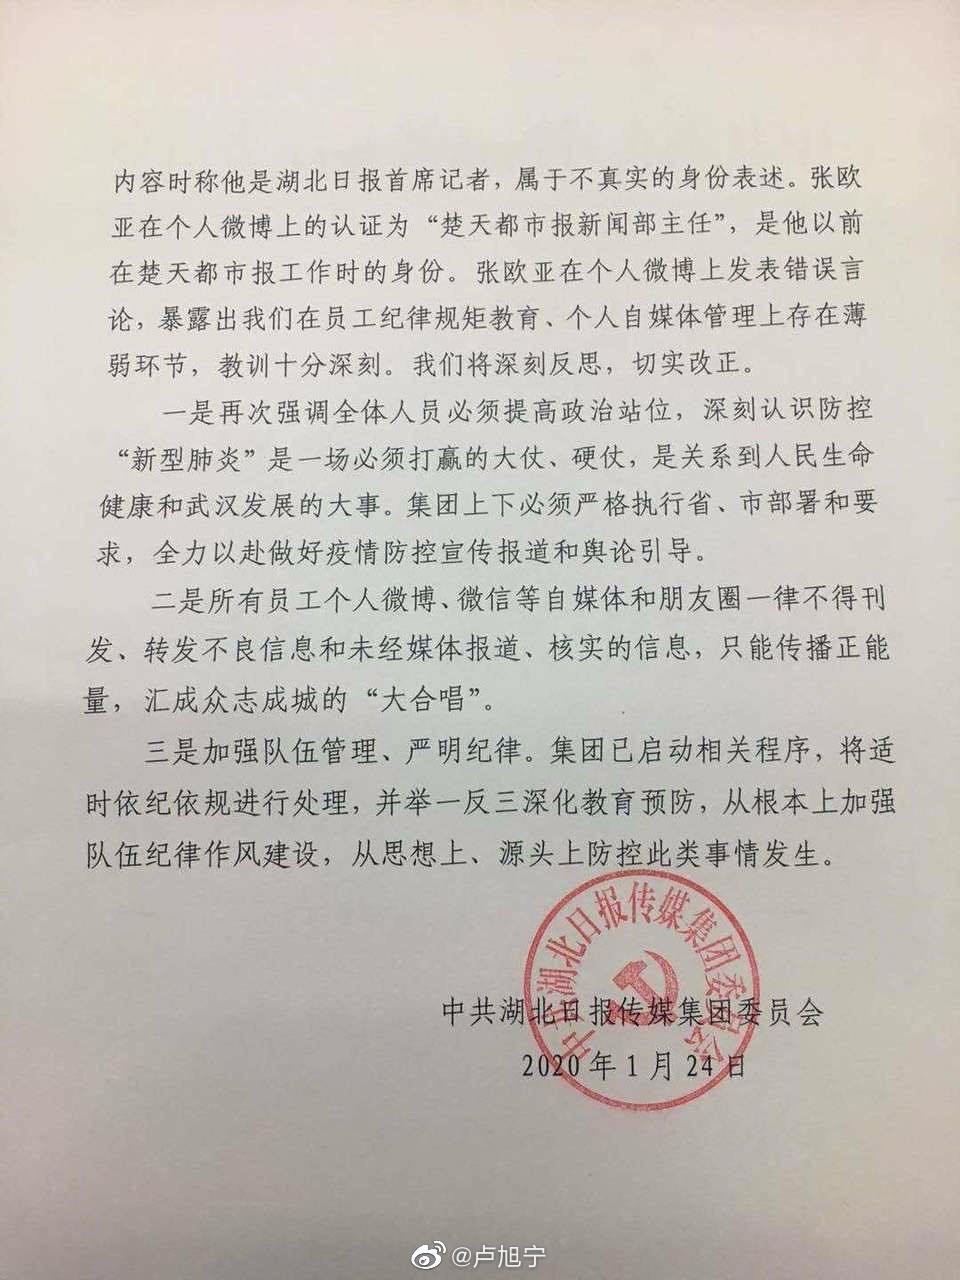 内容时称他是湖北日报首席记者，属于不真实的身份表述。张欧
亚在个人微博上的认证为“楚天都市报新闻部主任”，是他以前
在楚天都市报工作时的身份。张欧亚在个人微博上发表错误言
论，暴露出我们在员工纪律规矩教育、个人自媒体管理上存在薄
弱环节，教训十分深刻。我们将深刻反思，切实改正。
一是再次强调全体人员必须提高政治站位，深刻认识防控
“新型肺炎”是一场必须打赢的大仗、硬仗，是关系到人民生命
健康和武汉发展的大事。集团上下必须严格执行省、市部署和要
求，全力以赴做好疫情防控宣传报道和舆论引导。
二是所有员工个人微博、微信等自媒体和朋友圈一律不得刊
发、转发不良信息和未经媒体报道、核实的信息，只能传播正能
量，汇成众志成城的“大合唱”。
三是加强队伍管理、严明纪律。集团已启动相关程序，将适
时依纪依规进行处理，并举一反三深化教育预防，从根本上加强
队伍纪律作风建设，从思想上、源头上防控此类事情发生。
中共湖北日报传媒集团委员会
中共湖北日报传媒集团委员会
2020年1月24日
@卢旭宁